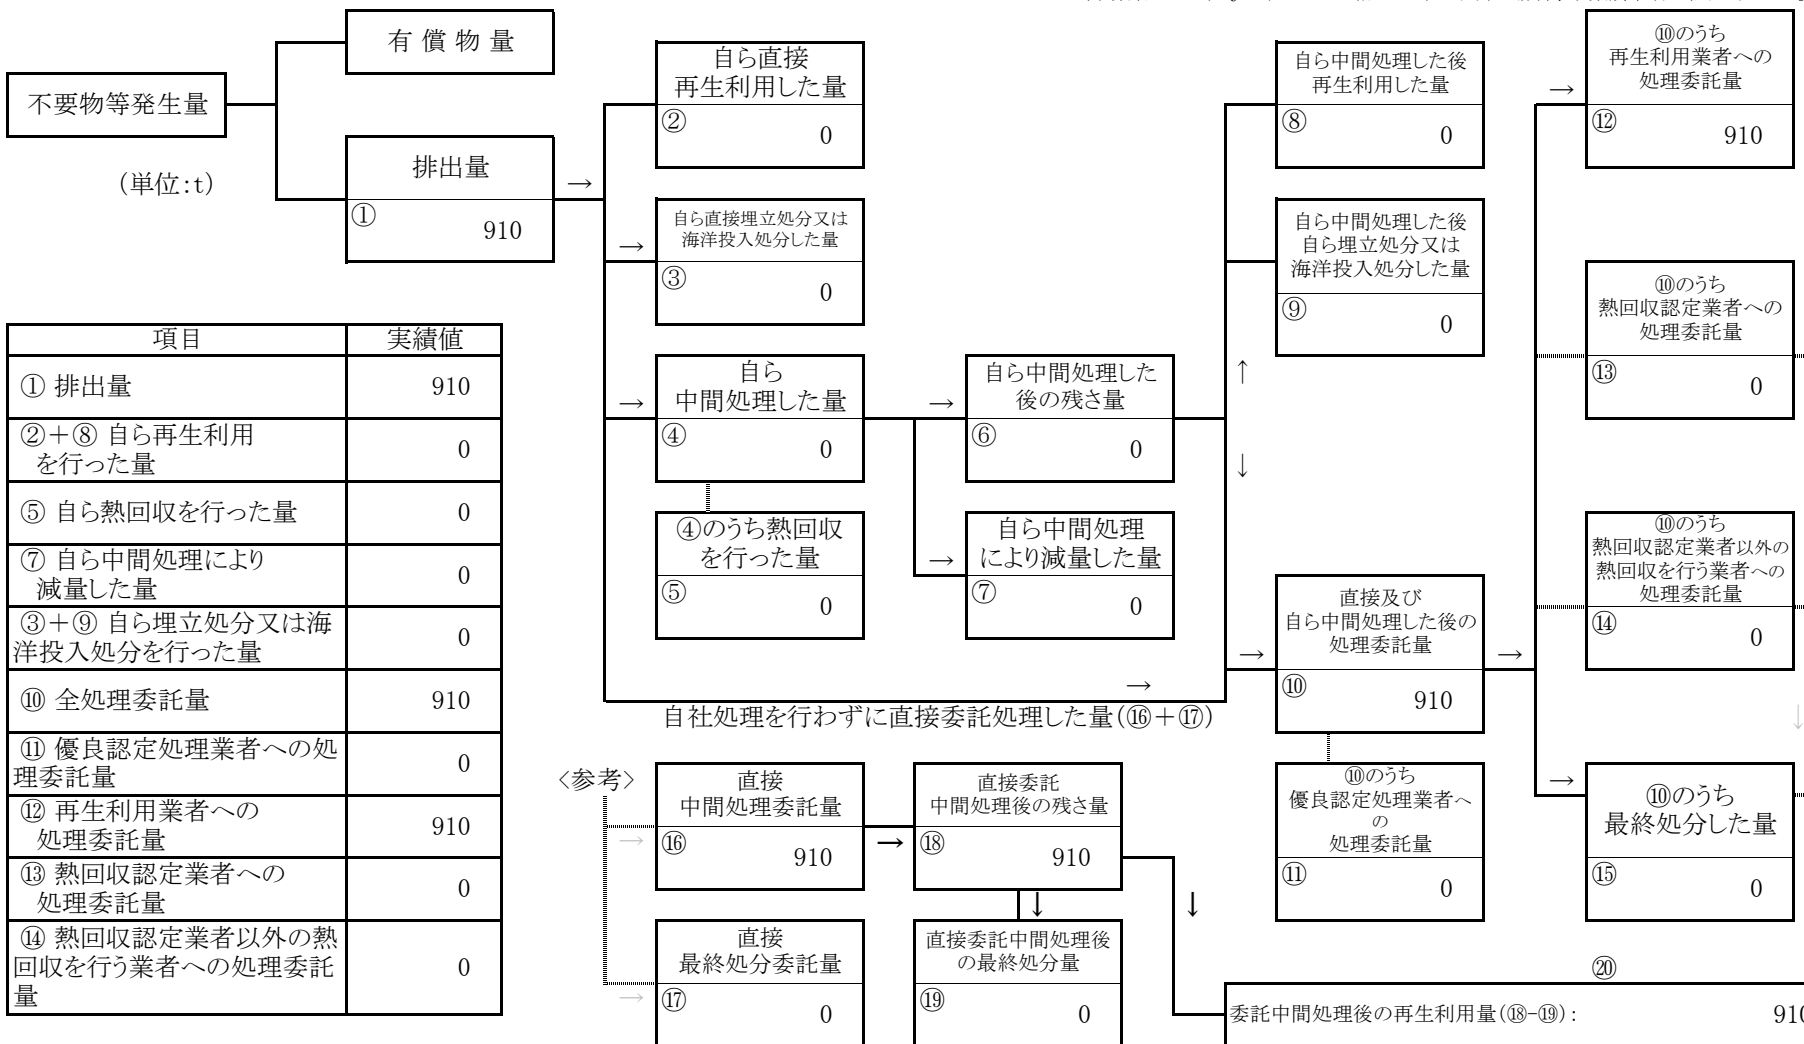 有償物量
不要物等発生量
(単位:t)
排出量
①
910
→
自ら直接
再生利用した量
②
0
→
自ら直接埋立処分又は
海洋投入処分した量
③
0
→
自ら
中間処理した量
④
0
④のうち熱回収
を行った量
⑤
0
→
自ら中間処理した
後の残さ量
⑥
0
→
自ら中間処理
により減量した量
⑦
0
自ら中間処理した後
再生利用した量
⑧
0
自ら中間処理した後
自ら埋立処分又は
海洋投入処分した量
⑨
0
↑
↓
→
直接及び
自ら中間処理した後の
処理委託量
⑩
910
→
⑩のうち
優良認定処理業者へ
の
処理委託量
⑪
0
→
⑩のうち
再生利用業者への
処理委託量
⑫
910
⑩のうち
熱回収認定業者への
処理委託量
⑬
0
⑩のうち
熱回収認定業者以外の
熱回収を行う業者への
処理委託量
⑭
0
↓
→
⑩のうち
最終処分した量
⑮
0
→
自社処理を行わずに直接委託処理した量(⑯+⑰)
<参考>
→
直接
中間処理委託量
⑯
910
→
直接委託
中間処理後の残さ量
⑱
910
↓
↓
→
直接
最終処分委託量
⑰
0
直接委託中間処理後
の最終処分量
⑲
0
⑳
委託中間処理後の再生利用量(⑱-⑲): 910
項目 実績値
① 排出量 910
②+⑧ 自ら再生利用
を行った量 0
⑤ 自ら熱回収を行った量 0
⑦ 自ら中間処理により
減量した量 0
③+⑨ 自ら埋立処分又は海
洋投入処分を行った量 0
⑩ 全処理委託量 910
⑪ 優良認定処理業者への処
理委託量 0
⑫ 再生利用業者への
処理委託量 910
⑬ 熱回収認定業者への
処理委託量 0
⑭ 熱回収認定業者以外の熱
回収を行う業者への処理委託
量 0